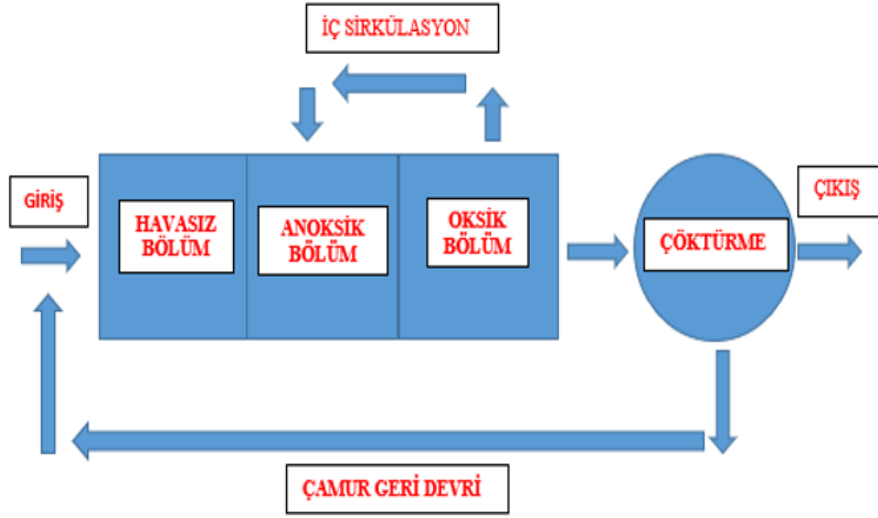 İÇ SİRKÜLASYON
GİRİŞ
HAVASIZ
BÖLÜM
ANOKSİK
BÖLÜM
OKSİK
BÖLÜM
ÇÖKTÜRME
ÇIKIŞ
ÇAMUR GERİ DEVRİ